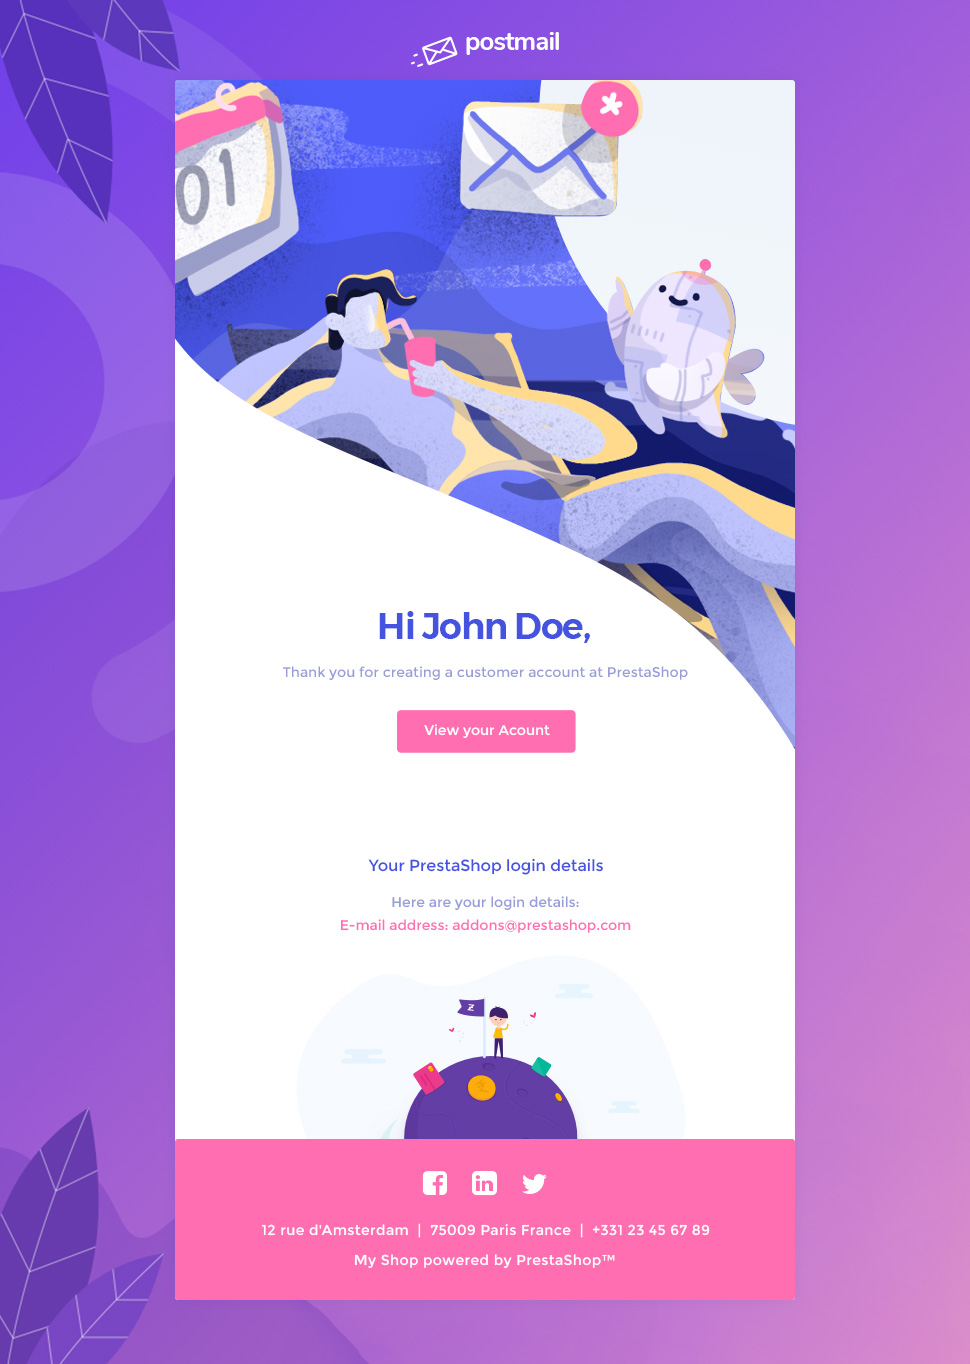 postmail
01
Hi John Doe,
Thank you for creating a customer account at PrestaShop
View your Acount
Your PrestaShop login details
Here are your login details:
E-mail address: addons@prestashop.com
12 rue d'Amsterdam | 75009 Paris France | +331 23 45 67 89
My Shop powered by PrestaShop™